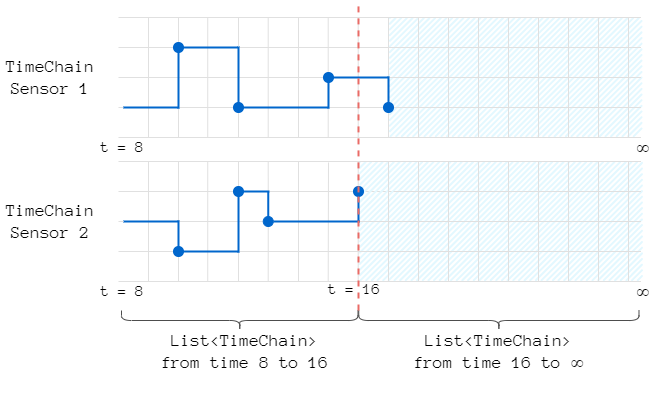 TimeChain
Sensor 1
t = 8
∞
TimeChain
Sensor 2
t = 8
t = 16
∞
List<TimeChain>
from time 8 to 16
List<TimeChain>
from time 16 to ∞